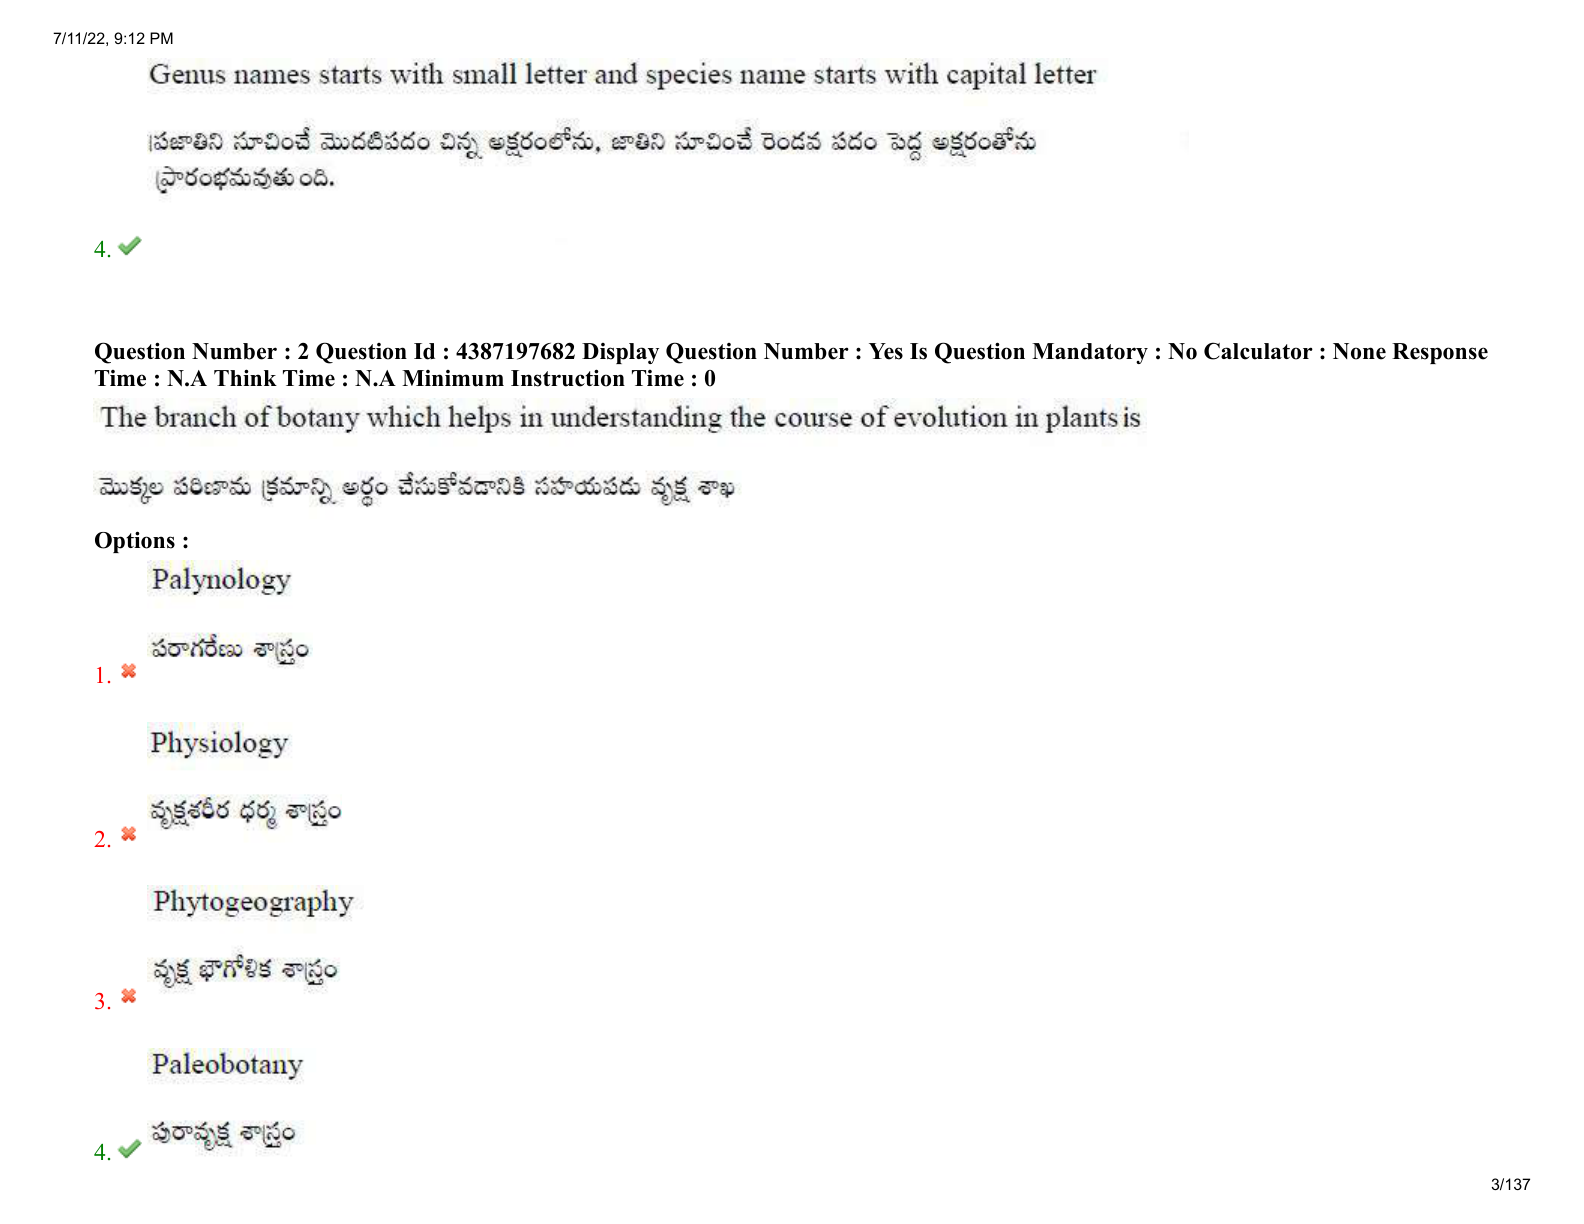 7/11/22, 9:12 PM
Genus names starts with small letter and species name starts with capital letter
ప్రజాతిని సూచించే మొదటిపదం చిన్న అక్షరంలోను, జాతిని సూచించే రెండవ పదం పెద్ద అక్షరంతోను
ప్రారంభమవుతుంది.
4.
Question Number : 2 Question Id : 4387197682 Display Question Number : Yes Is Question Mandatory : No Calculator : None Response
Time : N.A Think Time : N.A Minimum Instruction Time : 0
The branch of botany which helps in understanding the course of evolution in plants is
మొక్కల పరిణామ క్రమాన్ని అర్థం చేసుకోవడానికి సహయపడు వృక్ష శాఖ
Options :
Palynology
పరాగరేణు శాస్త్రం
1.
Physiology
వృక్షశరీర ధర్మ శాస్త్రం
2.
Phytogeography
వృక్ష భౌగోళిక శాస్త్రం
3.
Paleobotany
పురావృక్ష శాస్త్రం
4.
3/137